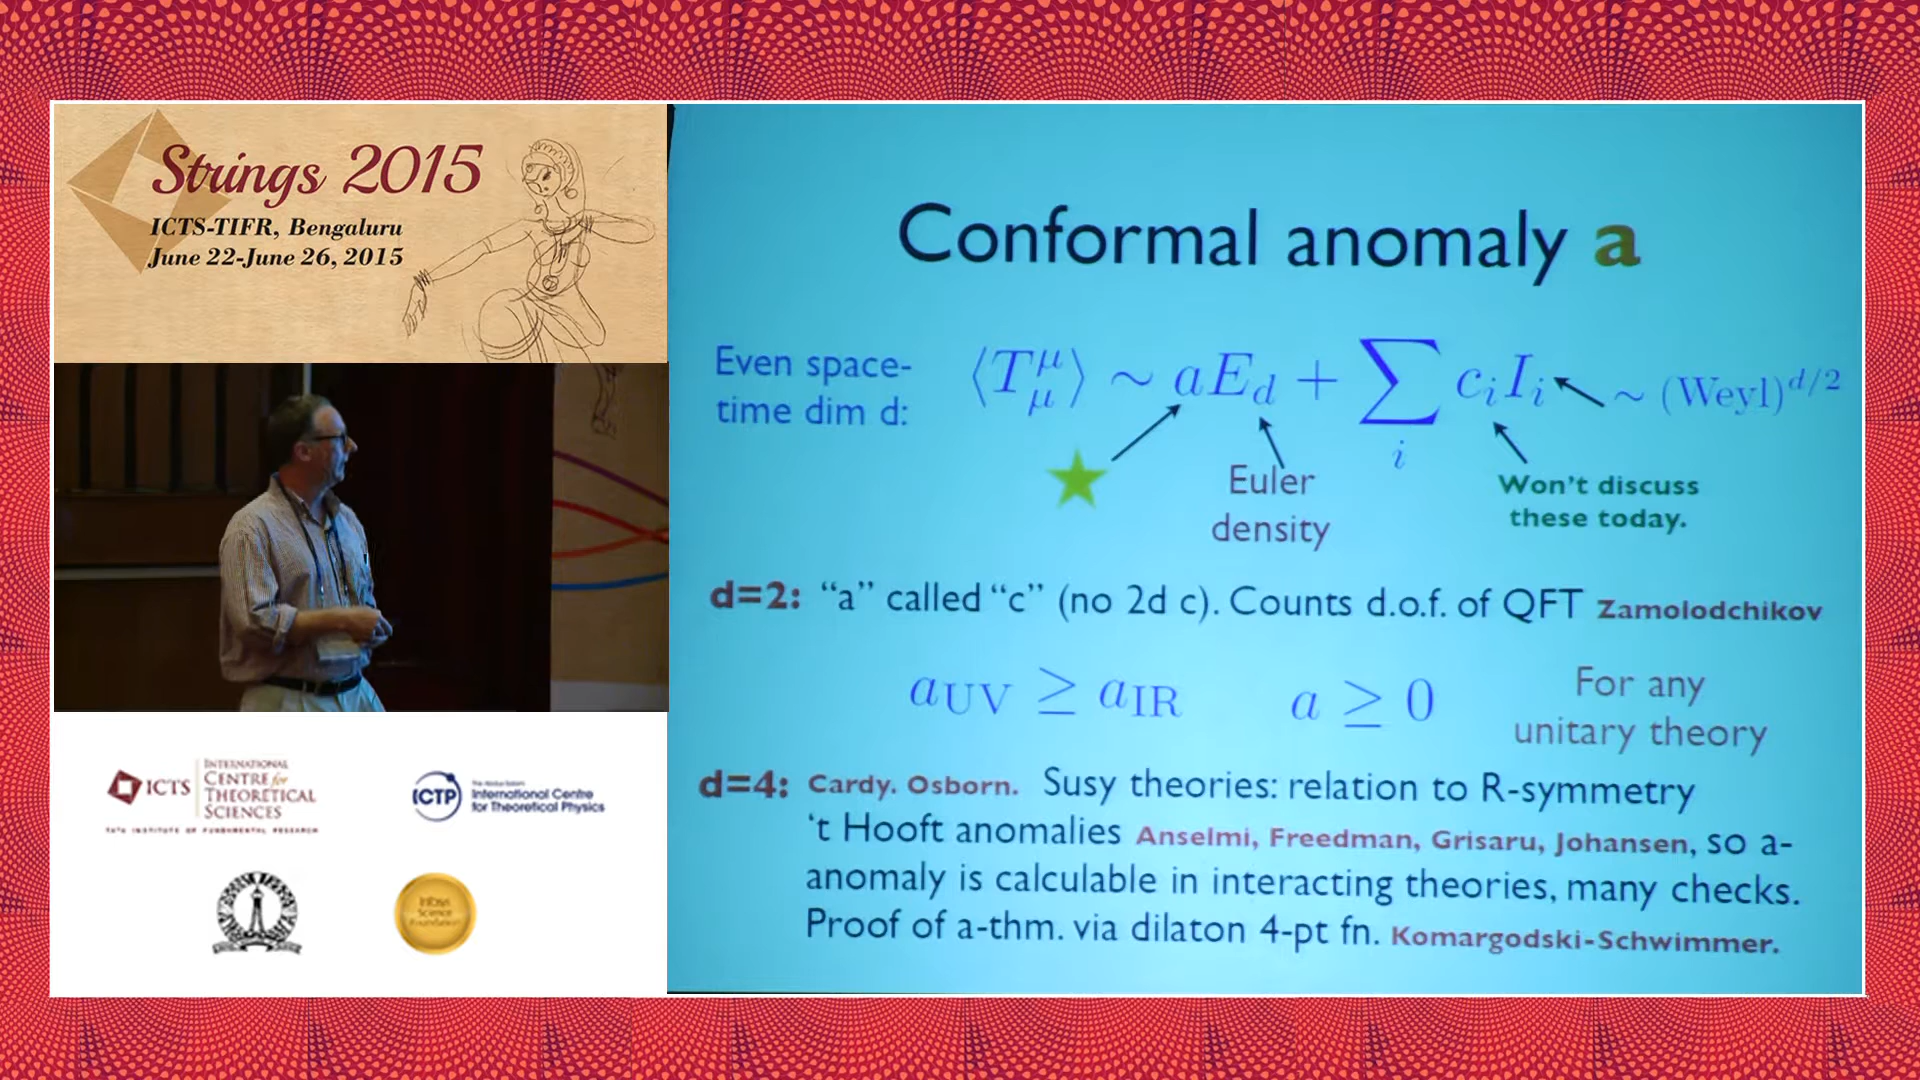 Strings 2015
ICTS-TIFR, Bengaluru
June 22-June 26, 2015
ICTS
INTERNATIONAL
CENTRE for
THEORETICAL
SCIENCES
TATA INSTITUTE OF FUNDAMENTAL RESEARCH
ICTP
International Centre
for Theoretical Physics
Infosys
Science
Foundation
Conformal anomaly a
Even space-
time dim d:
⟨T^μ_μ⟩ ∼ aE_d + ∑_i c_i I_i ∼ (Weyl)^{d/2}
Euler
density
Won't discuss
these today.
d=2: “a” called “c” (no 2d c). Counts d.o.f. of QFT Zamolodchikov
a_UV ≥ a_IR a ≥ 0
For any
unitary theory
d=4: Cardy. Osborn. Susy theories: relation to R-symmetry
‘t Hooft anomalies Anselmi, Freedman, Grisaru, Johansen, so a-
anomaly is calculable in interacting theories, many checks.
Proof of a-thm. via dilaton 4-pt fn. Komargodski-Schwimmer.